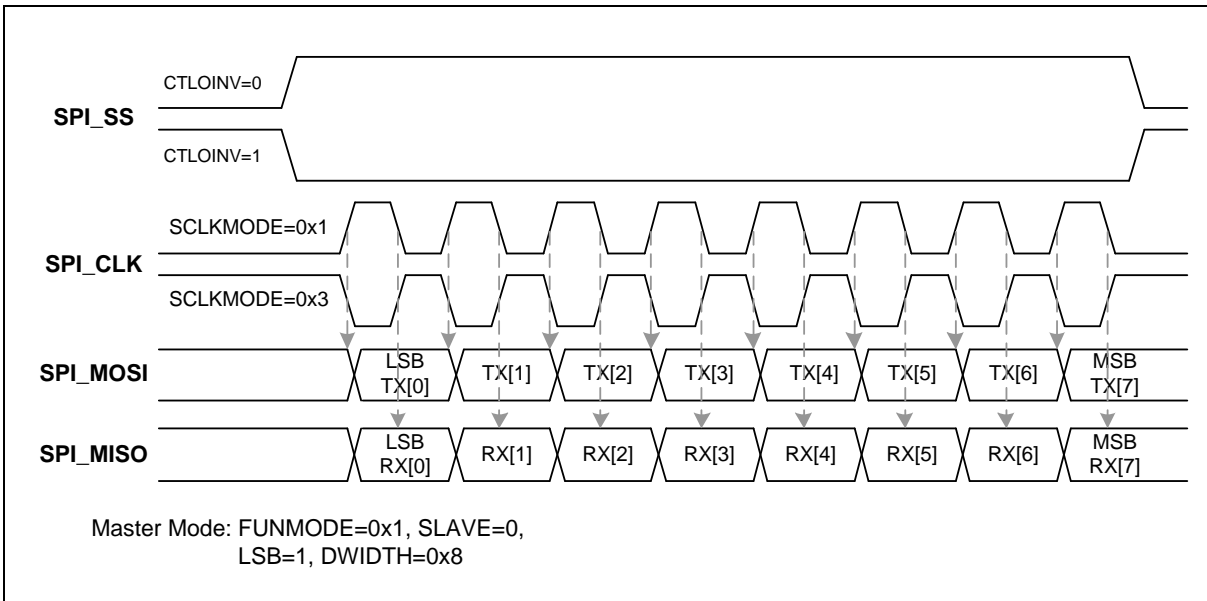 CTLOINV=0
SPI_SS
CTLOINV=1
SCLKMODE=0x1
SPI_CLK
SCLKMODE=0x3
SPI_MOSI
LSB TX[1] TX[2] TX[3] TX[4] TX[5] TX[6] MSB
TX[0] TX[7]
SPI_MISO
LSB RX[1] RX[2] RX[3] RX[4] RX[5] RX[6] MSB
RX[0] RX[7]
Master Mode: FUNMODE=0x1, SLAVE=0,
LSB=1, DWIDTH=0x8